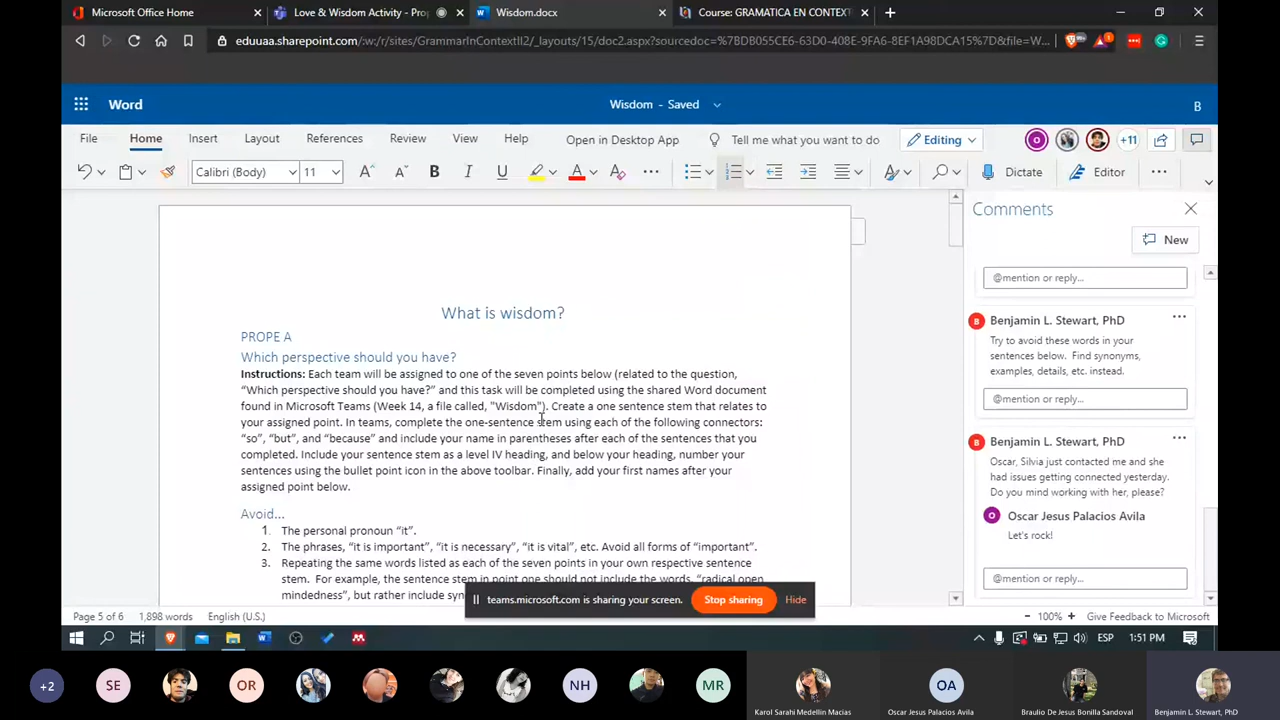 Microsoft Office Home
Love & Wisdom Activity - Pro
Wisdom.docx
Course: GRAMATICA EN CONTEXT
eduuaa.sharepoint.com/:w:/r/sites/GrammarInContextII2/_layouts/15/doc2.aspx?sourcedoc=%7BDB055CE6-63D0-408E-9FA6-8EF1A98DCA15%7D&file=W...
Word
Wisdom - Saved
B
File Home Insert Layout References Review View Help Open in Desktop App Tell me what you want to do Editing
O +11
Calibri (Body) 11 B I U A Dictate Editor
Comments
New
@mention or reply...
What is wisdom?
PROPE A
Which perspective should you have?
Instructions: Each team will be assigned to one of the seven points below (related to the question,
“Which perspective should you have?” and this task will be completed using the shared Word document
found in Microsoft Teams (Week 14, a file called, "Wisdom"). Create a one sentence stem that relates to
your assigned point. In teams, complete the one-sentence stem using each of the following connectors:
“so”, “but”, and “because” and include your name in parentheses after each of the sentences that you
completed. Include your sentence stem as a level IV heading, and below your heading, number your
sentences using the bullet point icon in the above toolbar. Finally, add your first names after your
assigned point below.
Avoid...
1. The personal pronoun “it”.
2. The phrases, “it is important”, “it is necessary”, “it is vital”, etc. Avoid all forms of “important”.
3. Repeating the same words listed as each of the seven points in your own respective sentence
stem. For example, the sentence stem in point one should not include the words, “radical open
mindedness”, but rather include
B Benjamin L. Stewart, PhD
Try to avoid these words in your
sentences below. Find synonyms,
examples, details, etc. instead.
@mention or reply...
B Benjamin L. Stewart, PhD
Oscar, Silvia just contacted me and she
had issues getting connected yesterday.
Do you mind working with her, please?
O Oscar Jesus Palacios Avila
Let's rock!
@mention or reply...
teams.microsoft.com is sharing your screen. Stop sharing Hide
Page 5 of 6 1,898 words English (U.S.)
100% Give Feedback to Microsoft
ESP 1:51 PM
+2 SE OR NH MR OA
Karol Sarahi Medellin Macias
Oscar Jesus Palacios Avila
Braulio De Jesus Bonilla Sandoval
Benjamin L. Stewart, PhD